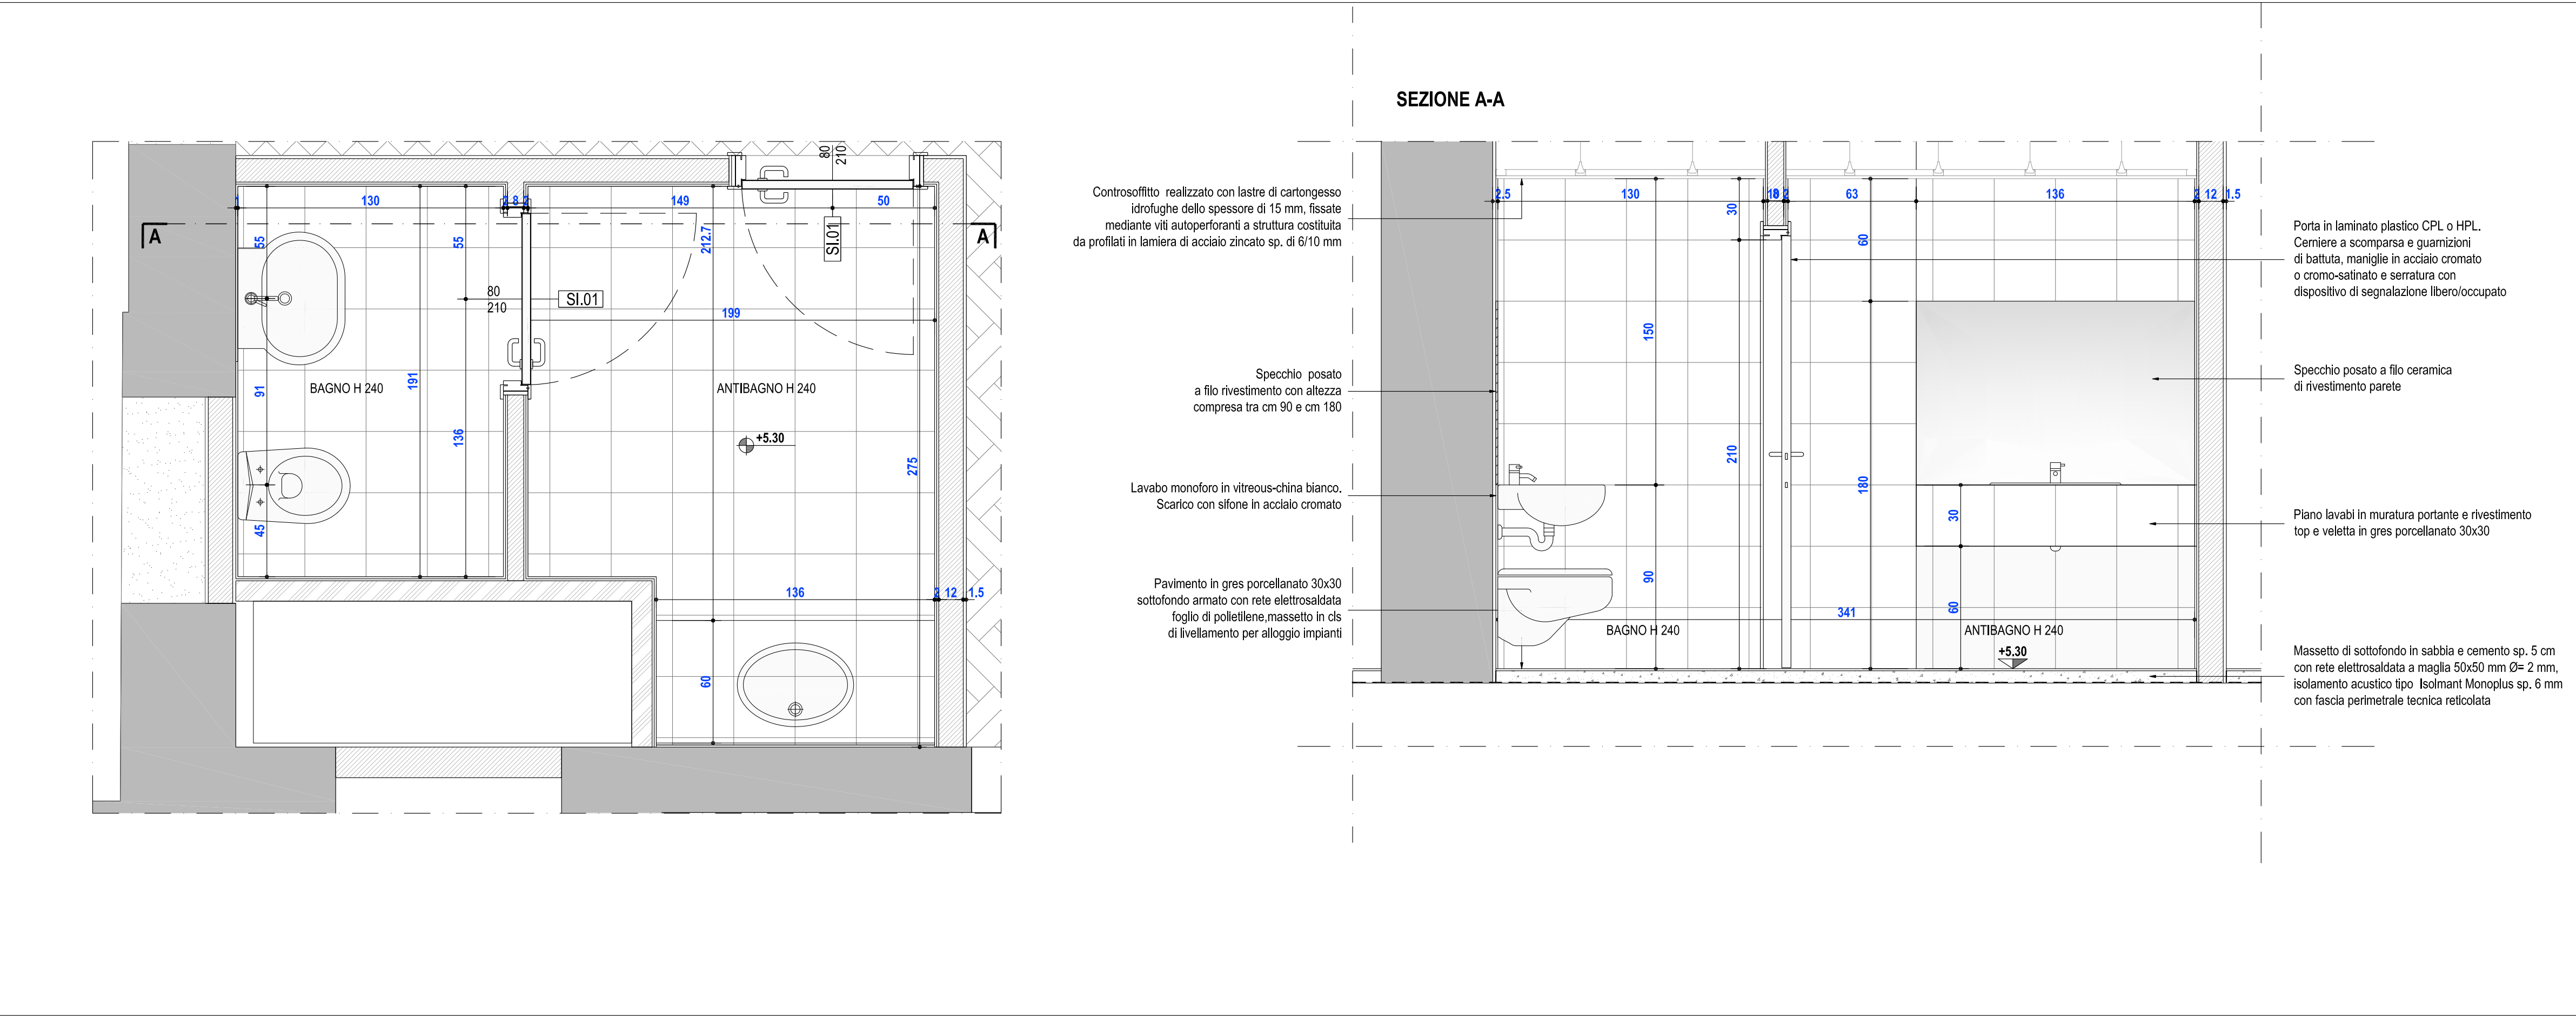 SEZIONE A-A
80
210
1
130
2 8 2
149
50
A
A
55
55
212.7
SI.01
80
210
SI.01
199
BAGNO H 240
ANTIBAGNO H 240
91
191
136
+5.30
275
45
136
2 12 1.5
60
Controsoffitto realizzato con lastre di cartongesso
idrofughe dello spessore di 15 mm, fissate
mediante viti autoperforanti a struttura costituita
da profilati in lamiera di acciaio zincato sp. di 6/10 mm
Specchio posato
a filo rivestimento con altezza
compresa tra cm 90 e cm 180
Lavabo monoforo in vitreous-china bianco.
Scarico con sifone in acciaio cromato
Pavimento in gres porcellanato 30x30
sottofondo armato con rete elettrosaldata
foglio di polietilene,massetto in cls
di livellamento per alloggio impianti
2.5
130
2
63
136
2 12 1.5
30
60
150
210
180
30
90
60
341
BAGNO H 240
ANTIBAGNO H 240
+5.30
Porta in laminato plastico CPL o HPL.
Cerniere a scomparsa e guarnizioni
di battuta, maniglie in acciaio cromato
o cromo-satinato e serratura con
dispositivo di segnalazione libero/occupato
Specchio posato a filo ceramica
di rivestimento parete
Piano lavabi in muratura portante e rivestimento
top e veletta in gres porcellanato 30x30
Massetto di sottofondo in sabbia e cemento sp. 5 cm
con rete elettrosaldata a maglia 50x50 mm Ø= 2 mm,
isolamento acustico tipo Isolmant Monoplus sp. 6 mm
con fascia perimetrale tecnica reticolata